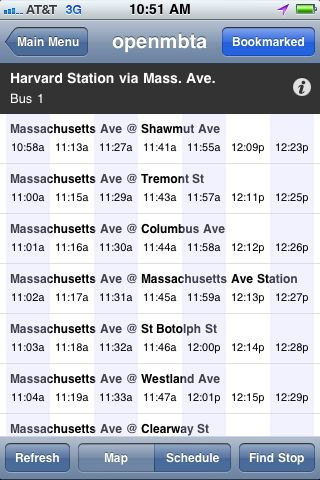 AT&T 3G 10:51 AM
Main Menu openmbta Bookmarked
Harvard Station via Mass. Ave.
Bus 1
Massachusetts Ave @ Shawmut Ave
10:58a 11:13a 11:27a 11:41a 11:55a 12:09p 12:23p
Massachusetts Ave @ Tremont St
11:00a 11:15a 11:29a 11:43a 11:57a 12:11p 12:25p
Massachusetts Ave @ Columbus Ave
11:01a 11:16a 11:30a 11:44a 11:58a 12:12p 12:26p
Massachusetts Ave @ Massachusetts Ave Station
11:02a 11:17a 11:31a 11:45a 11:59a 12:13p 12:27p
Massachusetts Ave @ St Botolph St
11:03a 11:18a 11:32a 11:46a 12:00p 12:14p 12:28p
Massachusetts Ave @ Westland Ave
11:04a 11:19a 11:33a 11:47a 12:01p 12:15p 12:29p
Massachusetts Ave @ Clearway St
Refresh Map Schedule Find Stop